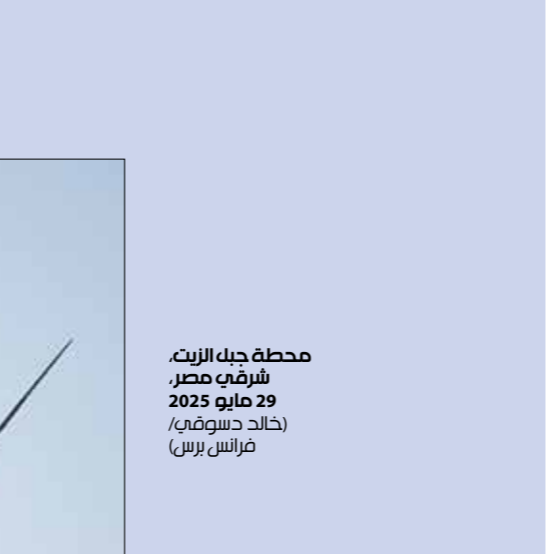 محطة جبل الزيت،
شرقي مصر،
29 مايو 2025
(خالد دسوقي/
فرانس برس)